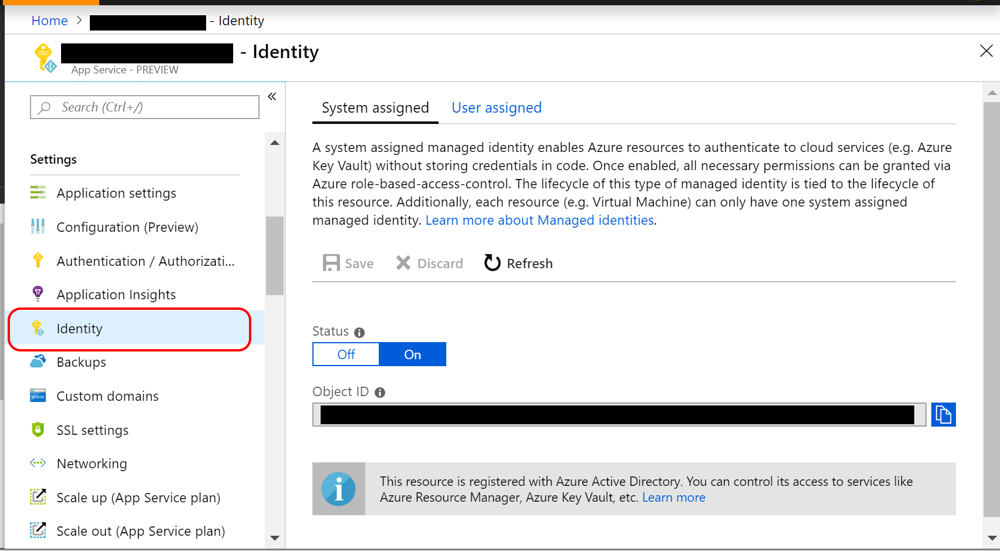 Home > - Identity
- Identity
App Service - PREVIEW
Search (Ctrl+/)
«
Settings
Application settings
Configuration (Preview)
Authentication / Authorizati...
Application Insights
Identity
Backups
www
Custom domains
SSL settings
Networking
Scale up (App Service plan)
Scale out (App Service plan)
System assigned
User assigned
A system assigned managed identity enables Azure resources to authenticate to cloud services (e.g. Azure
Key Vault) without storing credentials in code. Once enabled, all necessary permissions can be granted via
Azure role-based-access-control. The lifecycle of this type of managed identity is tied to the lifecycle of
this resource. Additionally, each resource (e.g. Virtual Machine) can only have one system assigned
managed identity. Learn more about Managed identities.
Save
Discard
Refresh
Status
Off
On
Object ID
This resource is registered with Azure Active Directory. You can control its access to services like
Azure Resource Manager, Azure Key Vault, etc. Learn more